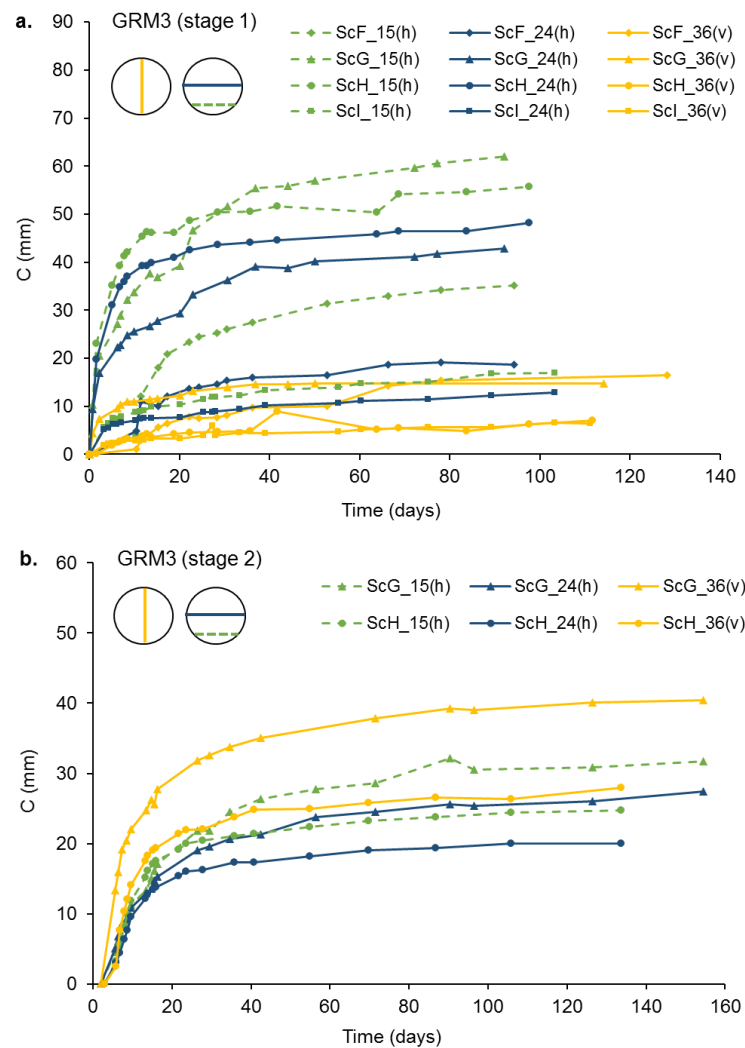 a. GRM3 (stage 1)
ScF_15(h) ScF_24(h) ScF_36(v)
ScG_15(h) ScG_24(h) ScG_36(v)
ScH_15(h) ScH_24(h) ScH_36(v)
ScI_15(h) ScI_24(h) ScI_36(v)
90
80
70
60
50
40
30
20
10
0
C (mm)
0 20 40 60 80 100 120 140
Time (days)
b. GRM3 (stage 2)
ScG_15(h) ScG_24(h) ScG_36(v)
ScH_15(h) ScH_24(h) ScH_36(v)
60
50
40
30
20
10
0
C (mm)
0 20 40 60 80 100 120 140 160
Time (days)